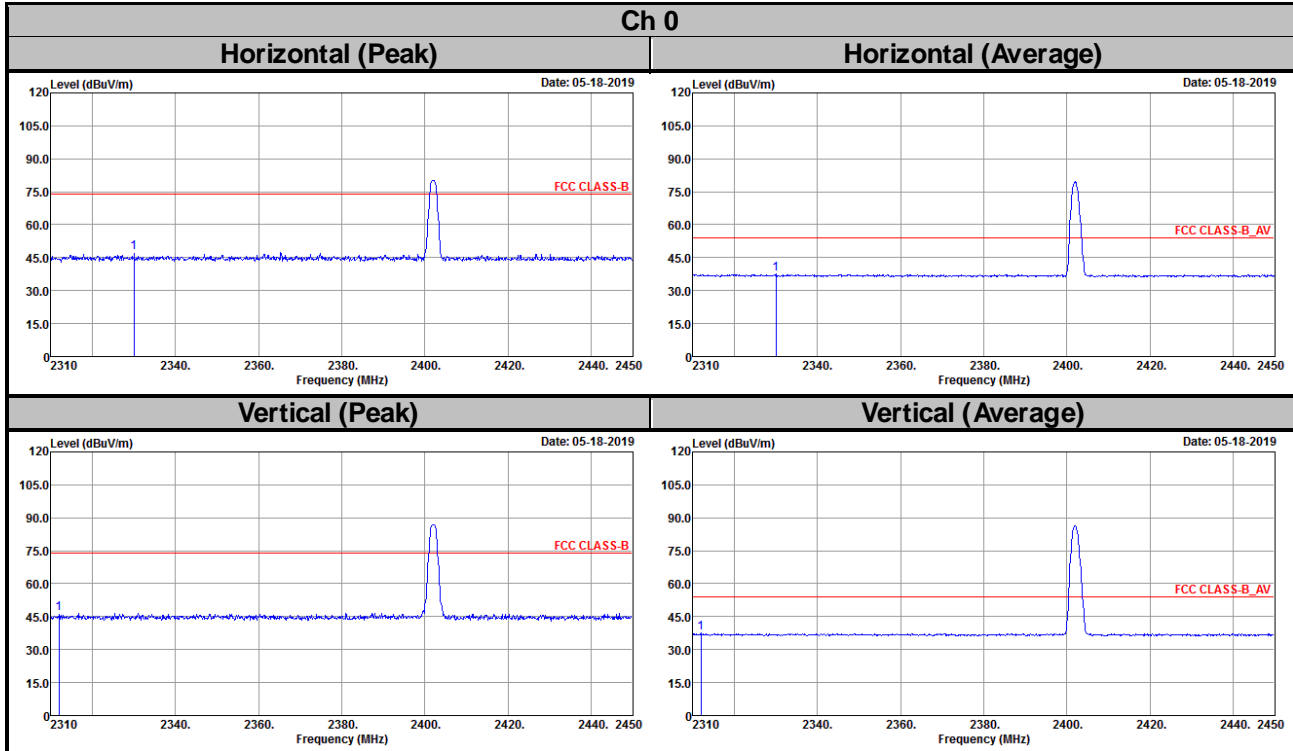 Ch 0
Horizontal (Peak) Horizontal (Average)
Level (dBuV/m) Date: 05-18-2019
120
105.0
90.0
75.0
60.0
45.0
30.0
15.0
0
FCC CLASS-B
1
2310 2340. 2360. 2380. 2400. 2420. 2440. 2450
Frequency (MHz)
Level (dBuV/m) Date: 05-18-2019
120
105.0
90.0
75.0
60.0
45.0
30.0
15.0
0
FCC CLASS-B_AV
1
2310 2340. 2360. 2380. 2400. 2420. 2440. 2450
Frequency (MHz)
Vertical (Peak) Vertical (Average)
Level (dBuV/m) Date: 05-18-2019
120
105.0
90.0
75.0
60.0
45.0
30.0
15.0
0
FCC CLASS-B
1
2310 2340. 2360. 2380. 2400. 2420. 2440. 2450
Frequency (MHz)
Level (dBuV/m) Date: 05-18-2019
120
105.0
90.0
75.0
60.0
45.0
30.0
15.0
0
FCC CLASS-B_AV
1
2310 2340. 2360. 2380. 2400. 2420. 2440. 2450
Frequency (MHz)